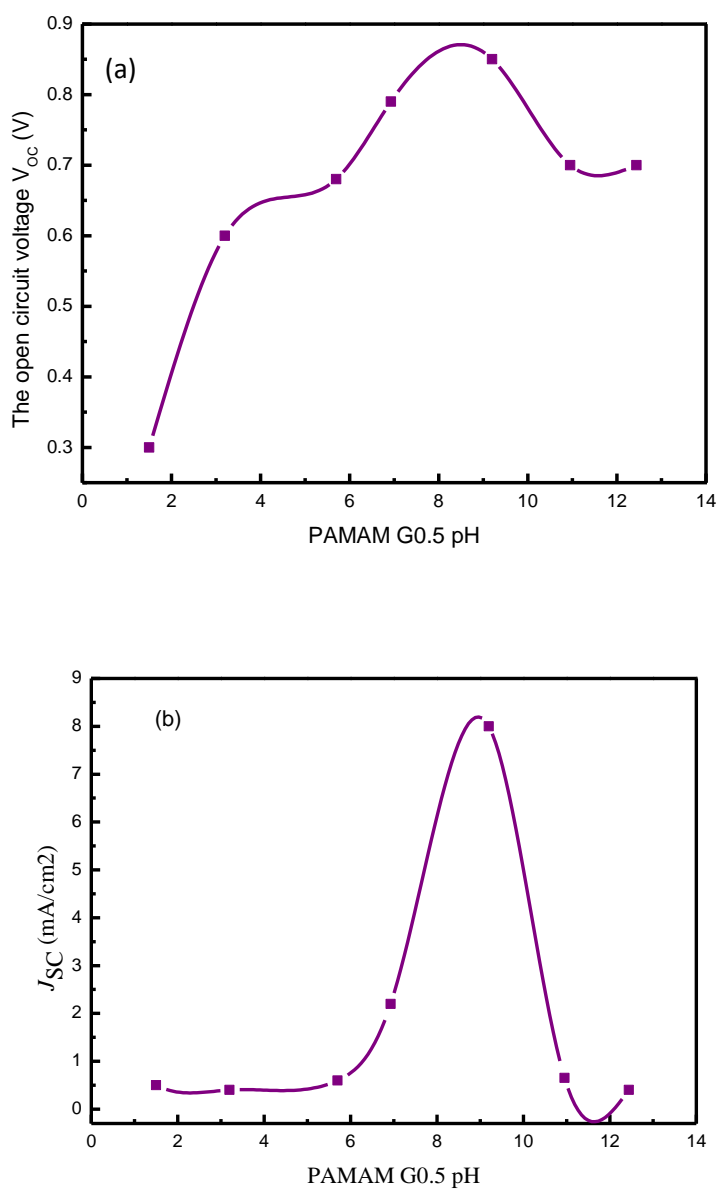 (a)
The open circuit voltage V_OC (V)
0.9
0.8
0.7
0.6
0.5
0.4
0.3
0 2 4 6 8 10 12 14
PAMAM G0.5 pH
(b)
J_SC (mA/cm2)
9
8
7
6
5
4
3
2
1
0
0 2 4 6 8 10 12 14
PAMAM G0.5 pH